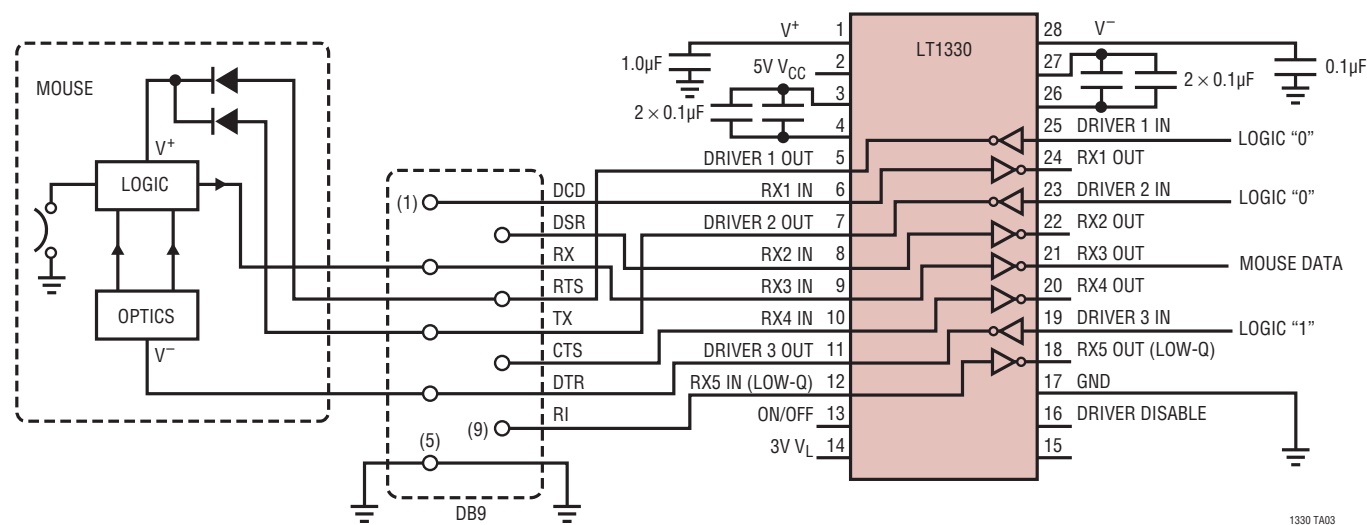 MOUSE
V+
LOGIC
OPTICS
V–
(1)
DCD
DSR
RX
RTS
TX
CTS
DTR
(9)
RI
(5)
DB9
LT1330
V+ 1
1.0µF
5V VCC 2
3
2 × 0.1µF
4
DRIVER 1 OUT 5
RX1 IN 6
DRIVER 2 OUT 7
RX2 IN 8
RX3 IN 9
RX4 IN 10
DRIVER 3 OUT 11
RX5 IN (LOW-Q) 12
ON/OFF 13
3V VL 14
28 V–
27
0.1µF
2 × 0.1µF
26
25 DRIVER 1 IN
LOGIC “0”
24 RX1 OUT
23 DRIVER 2 IN
LOGIC “0”
22 RX2 OUT
21 RX3 OUT
MOUSE DATA
20 RX4 OUT
19 DRIVER 3 IN
LOGIC “1”
18 RX5 OUT (LOW-Q)
17 GND
16 DRIVER DISABLE
15
1330 TA03